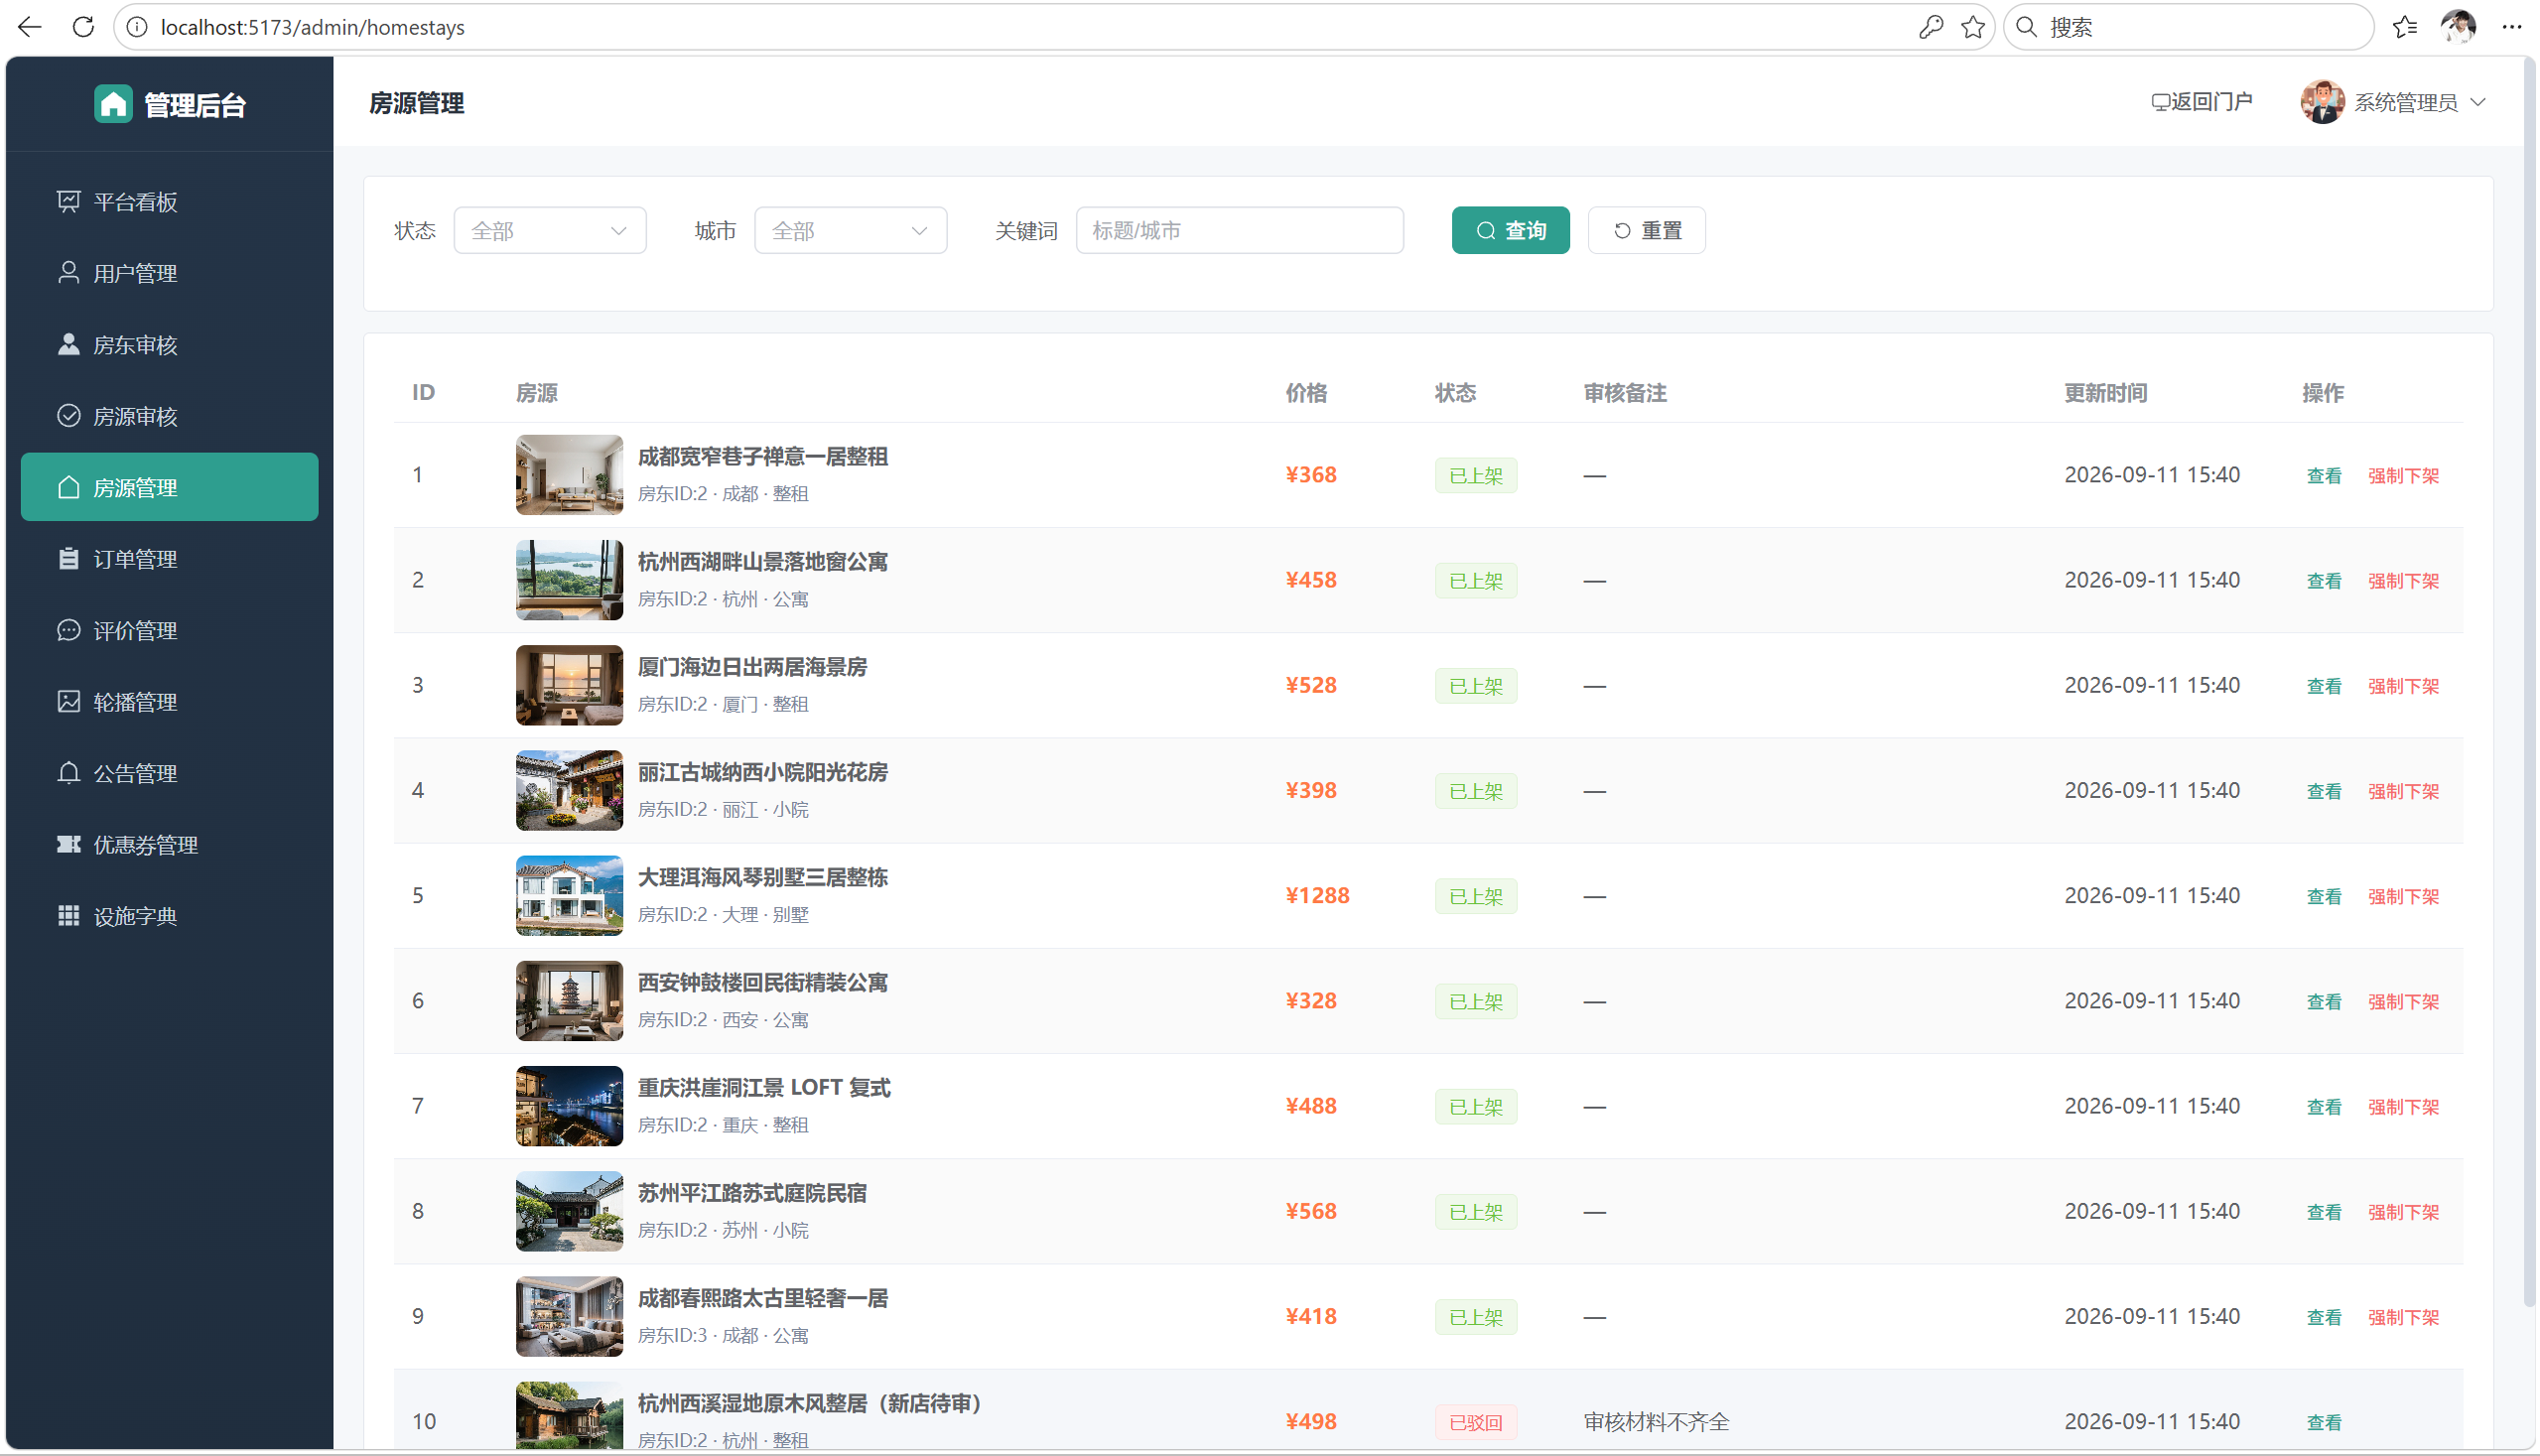 localhost:5173/admin/homestays
搜索
管理后台
房源管理
返回门户
系统管理员
平台看板
用户管理
房东审核
房源审核
房源管理
订单管理
评价管理
轮播管理
公告管理
优惠券管理
设施字典
状态 全部 城市 全部 关键词 标题/城市 查询 重置
ID 房源 价格 状态 审核备注 更新时间 操作
1 成都宽窄巷子禅意一居整租 ¥368 已上架 — 2026-09-11 15:40 查看 强制下架
房东ID:2 · 成都 · 整租
2 杭州西湖畔山景落地窗公寓 ¥458 已上架 — 2026-09-11 15:40 查看 强制下架
房东ID:2 · 杭州 · 公寓
3 厦门海边日出两居海景房 ¥528 已上架 — 2026-09-11 15:40 查看 强制下架
房东ID:2 · 厦门 · 整租
4 丽江古城纳西小院阳光花房 ¥398 已上架 — 2026-09-11 15:40 查看 强制下架
房东ID:2 · 丽江 · 小院
5 大理洱海风琴别墅三居整栋 ¥1288 已上架 — 2026-09-11 15:40 查看 强制下架
房东ID:2 · 大理 · 别墅
6 西安钟鼓楼回民街精装公寓 ¥328 已上架 — 2026-09-11 15:40 查看 强制下架
房东ID:2 · 西安 · 公寓
7 重庆洪崖洞江景 LOFT 复式 ¥488 已上架 — 2026-09-11 15:40 查看 强制下架
房东ID:2 · 重庆 · 整租
8 苏州平江路苏式庭院民宿 ¥568 已上架 — 2026-09-11 15:40 查看 强制下架
房东ID:2 · 苏州 · 小院
9 成都春熙路太古里轻奢一居 ¥418 已上架 — 2026-09-11 15:40 查看 强制下架
房东ID:3 · 成都 · 公寓
10 杭州西溪湿地原木风整居（新店待审） ¥498 已驳回 审核材料不齐全 2026-09-11 15:40 查看
房东ID:2 · 杭州 · 整租